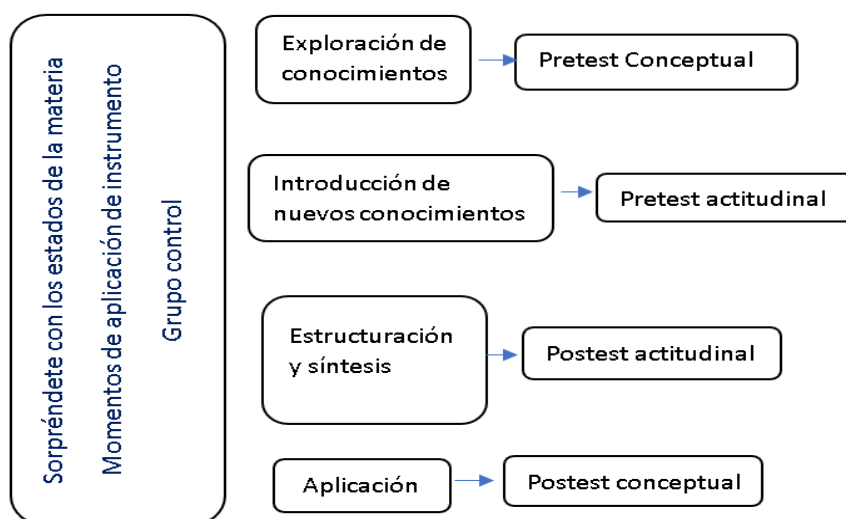 Sorpréndete con los estados de la materia
Momentos de aplicación de instrumento
Grupo control
Exploración de
conocimientos
Pretest Conceptual
Introducción de
nuevos conocimientos
Pretest actitudinal
Estructuración
y síntesis
Postest actitudinal
Aplicación
Postest conceptual